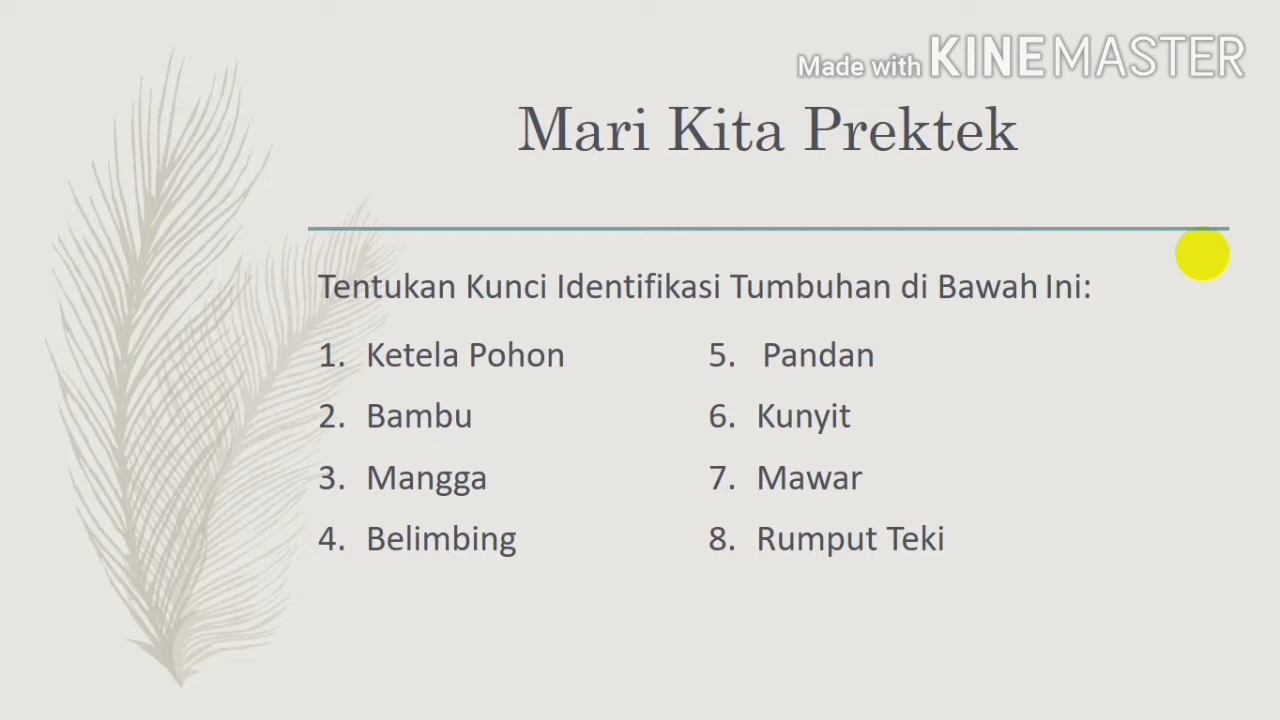 Made with KINEMASTER
Mari Kita Prektek
Tentukan Kunci Identifikasi Tumbuhan di Bawah Ini:
1. Ketela Pohon
2. Bambu
3. Mangga
4. Belimbing
5. Pandan
6. Kunyit
7. Mawar
8. Rumput Teki